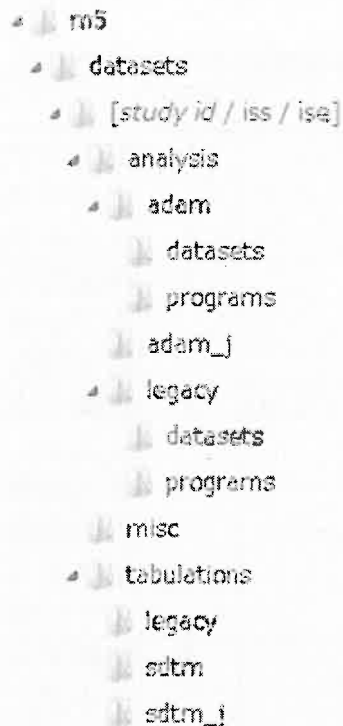 m5
datasets
[study id / iss / ise]
analysis
adam
datasets
programs
adam_j
legacy
datasets
programs
misc
tabulations
legacy
sdtm
sdtm_j